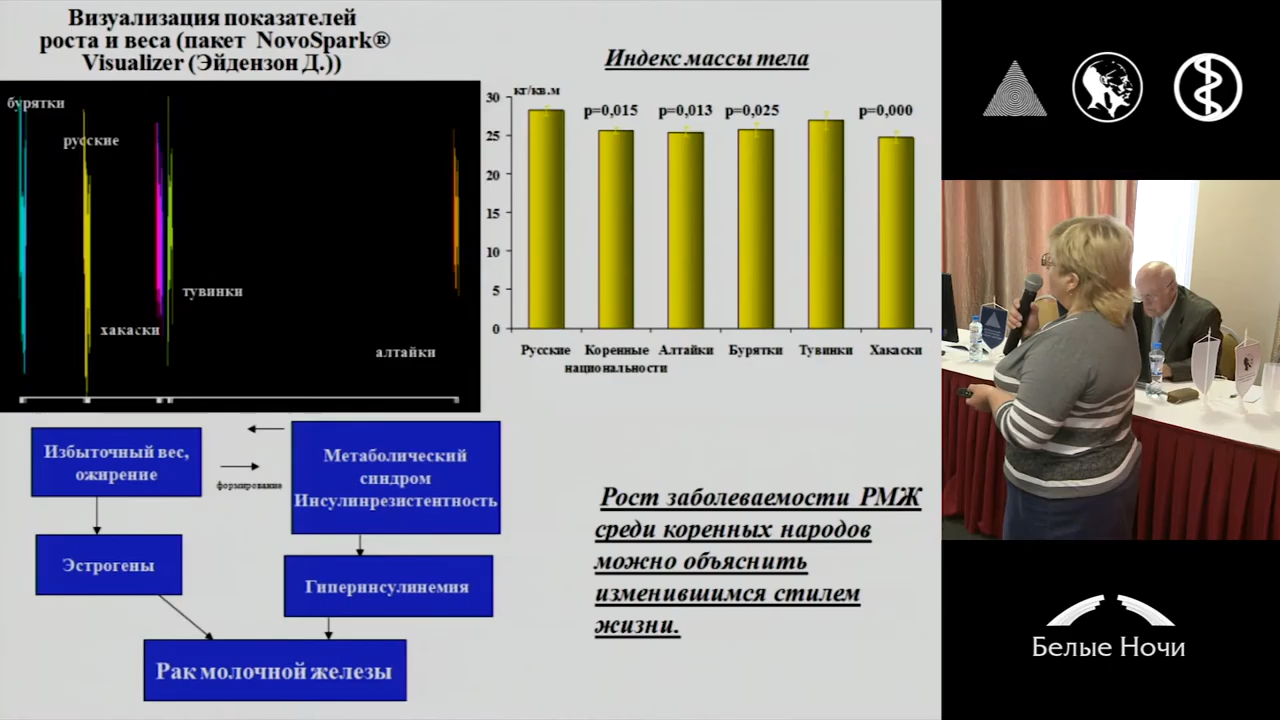 Визуализация показателей
роста и веса (пакет NovoSpark®
Visualizer (Эйдензон Д.))
бурятки
русские
хакаски
тувинки
алтайки
Индекс массы тела
кг/кв.м
30
25
20
15
10
5
0
p=0,015
p=0,013
p=0,025
p=0,000
Русские
Коренные
национальности
Алтайки
Бурятки
Тувинки
Хакаски
Избыточный вес,
ожирение
формирование
Метаболический
синдром
Инсулинрезистентность
Эстрогены
Гиперинсулинемия
Рак молочной железы
Рост заболеваемости РМЖ
среди коренных народов
можно объяснить
изменившимся стилем
жизни.
Белые Ночи